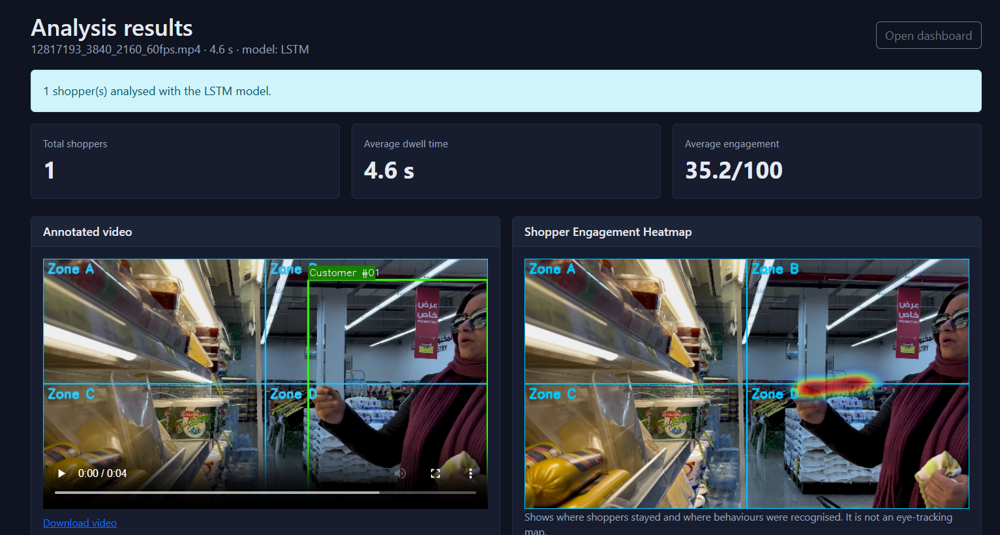 Analysis results
12817193_3840_2160_60fps.mp4 · 4.6 s · model: LSTM
Open dashboard
1 shopper(s) analysed with the LSTM model.
Total shoppers
1
Average dwell time
4.6 s
Average engagement
35.2/100
Annotated video
Zone A
Zone
Customer #01
عرض
خاص
PROMOTION
Zone C
Zone D
0:00 / 0:04
Download video
Shopper Engagement Heatmap
Zone A
Zone B
عرض
خاص
PROMOTION
Zone C
Zone D
Shows where shoppers stayed and where behaviours were recognised. It is not an eye-tracking
map.